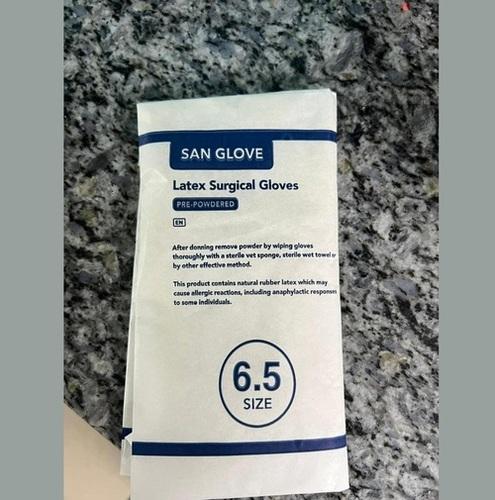 SAN GLOVE
Latex Surgical Gloves
PRE-POWDERED
EN
After donning remove powder by wiping gloves
thoroughly with a sterile vet sponge, sterile wet towel or
by other effective method.
This product contains natural rubber latex which may
cause allergic reactions, including anaphylactic responses
to some individuals.
6.5
SIZE